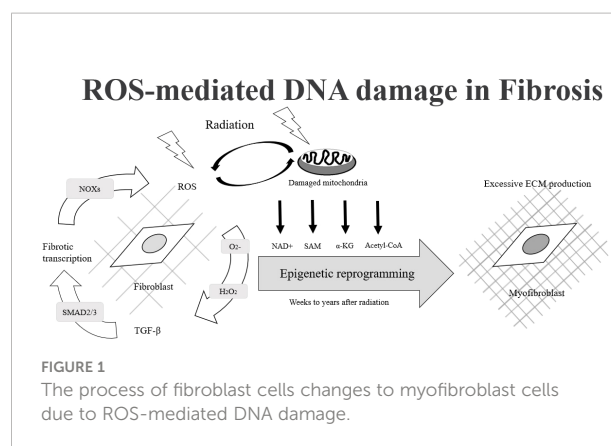 ROS-mediated DNA damage in Fibrosis
Radiation
NOXs
ROS
Damaged mitochondria
Excessive ECM production
Fibrotic
transcription
Fibroblast
O₂-
H₂O₂
NAD+ SAM α-KG Acetyl-CoA
Epigenetic reprogramming
Weeks to years after radiation
Myofibroblast
SMAD2/3
TGF-β
FIGURE 1
The process of fibroblast cells changes to myofibroblast cells
due to ROS-mediated DNA damage.